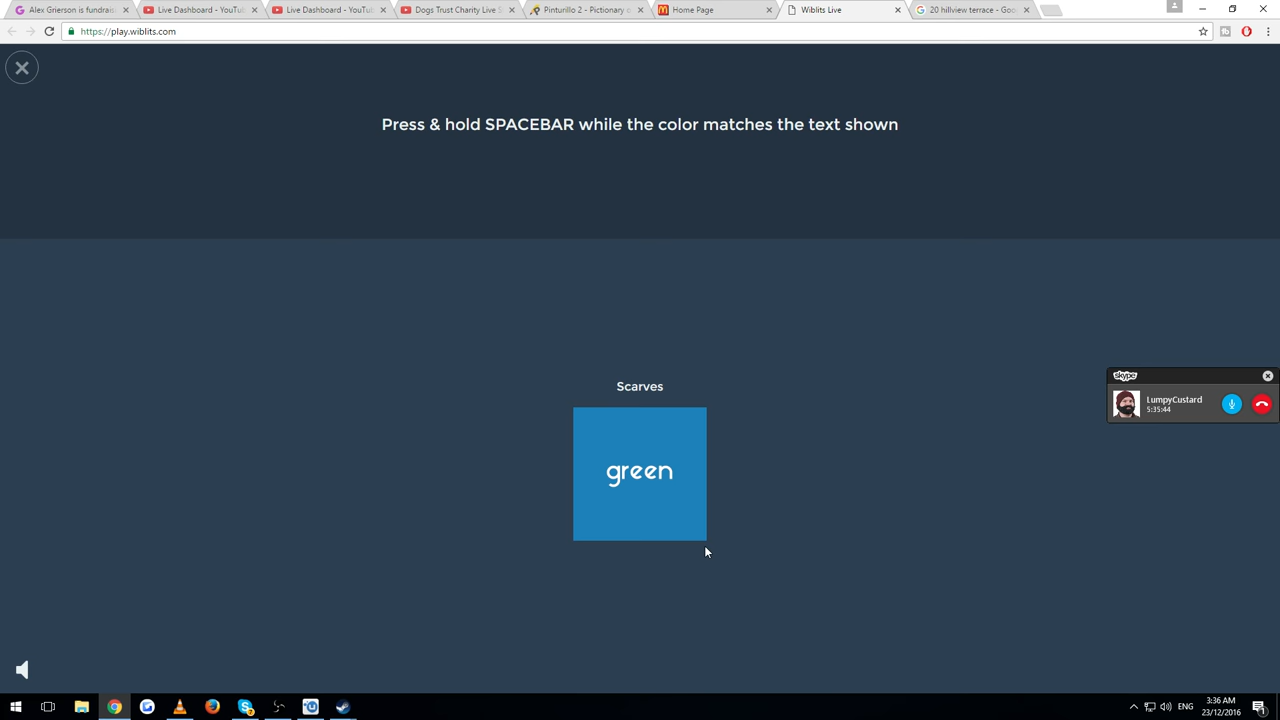 Alex Grierson is fundrais
Live Dashboard - YouTu
Live Dashboard - YouTu
Dogs Trust Charity Live S
Pinturillo 2 - Pictionary o
Home Page
Wiblits Live
20 hillview terrace - Goo
https://play.wiblits.com
Press & hold SPACEBAR while the color matches the text shown
skype
LumpyCustard
5:35:44
Scarves
green
ENG
3:36 AM
23/12/2016